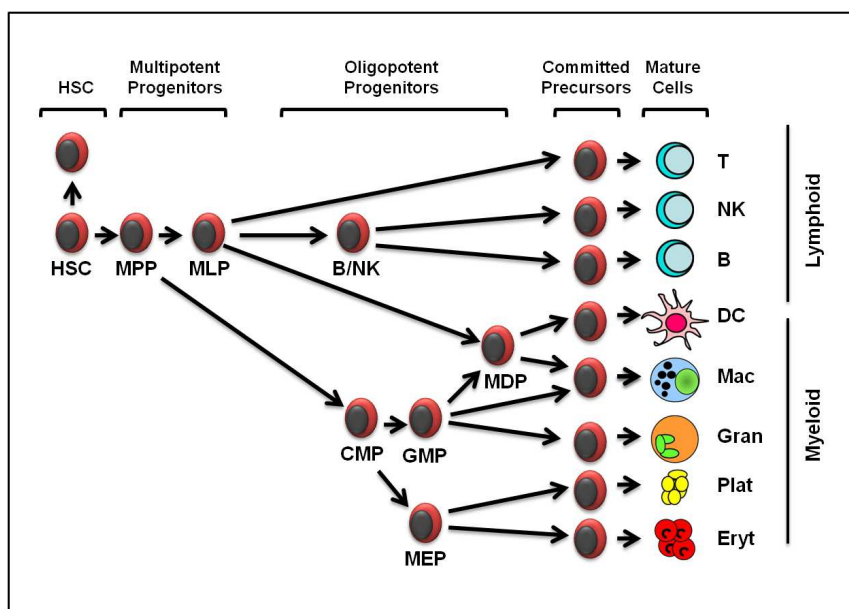 HSC
Multipotent
Progenitors
Oligopotent
Progenitors
Committed
Precursors
Mature
Cells
T
NK
B
DC
Mac
Gran
Plat
Eryt
HSC
MPP
MLP
B/NK
MDP
CMP
GMP
MEP
Lymphoid
Myeloid